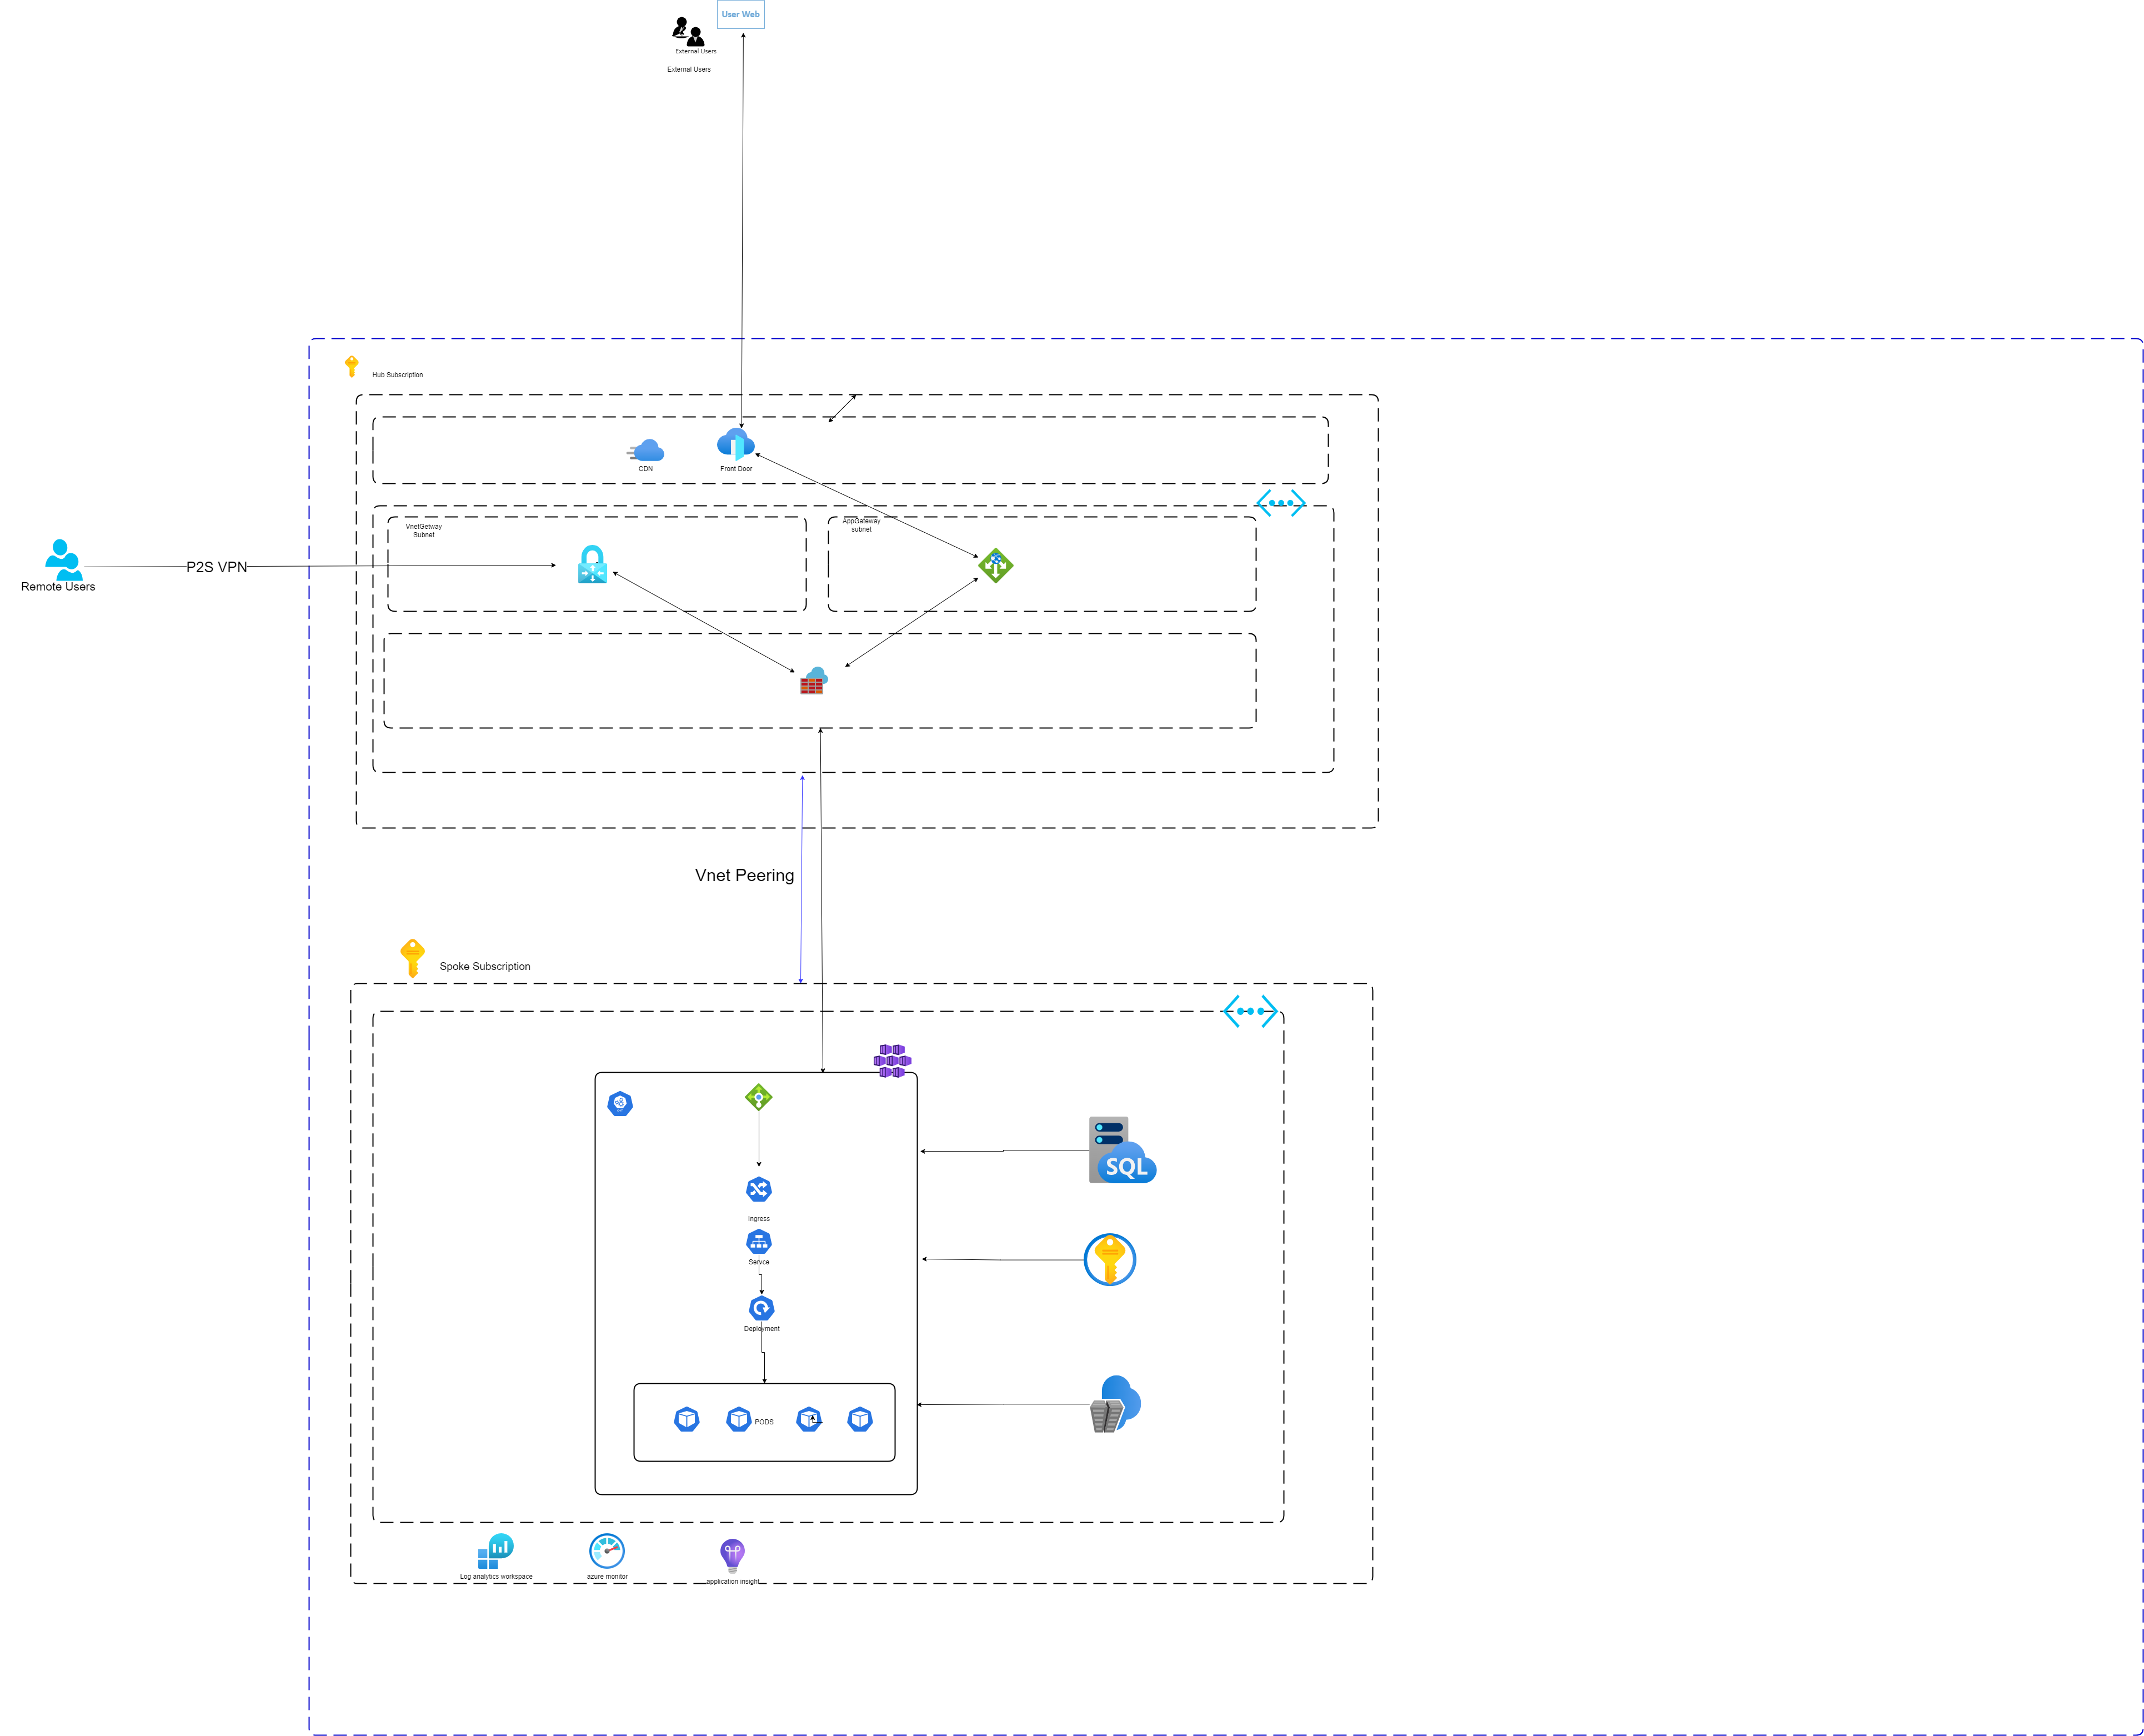 User Web
External Users
External Users
Hub Subscription
CDN
Front Door
VnetGetway
Subnet
AppGateway
subnet
P2S VPN
Remote Users
Vnet Peering
Spoke Subscription
SQL
Ingress
Servce
Deployment
PODS
Log analytics workspace
azure monitor
application insight